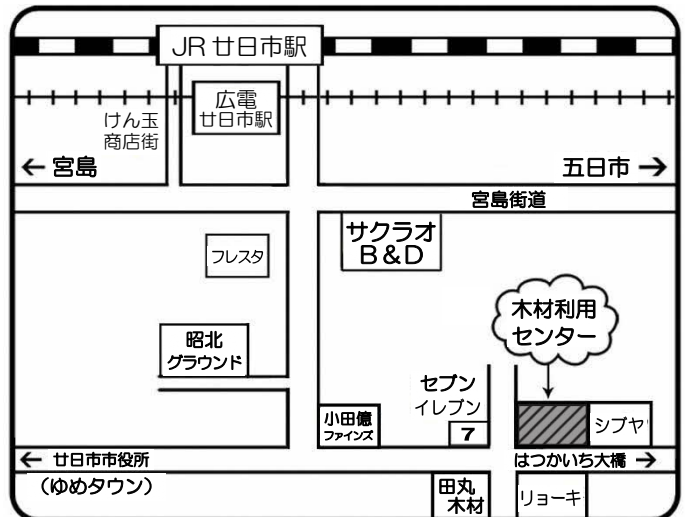 JR 廿日市駅
広電
廿日市駅
けん玉
商店街
← 宮島
五日市 →
宮島街道
サクラオ
B&D
フレスタ
木材利用
センター
昭北
グラウンド
セブン
イレブン
7
小田億
ファインズ
シブヤ
← 廿日市市役所
(ゆめタウン)
はつかいち大橋 →
田丸
木材
リョーキ